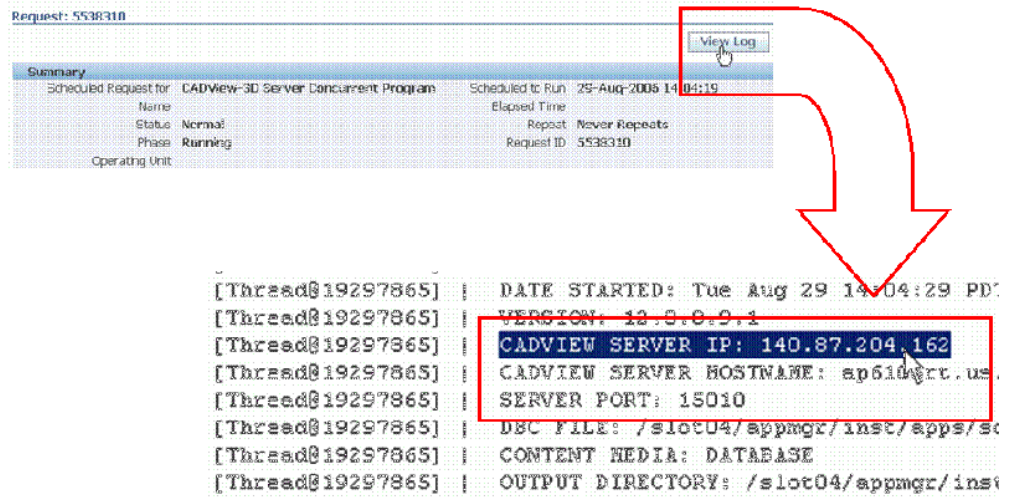 Request: 5538310
View Log
Summary
Scheduled Request for CADView-3D Server Concurrent Program Scheduled to Run 29-Aug-2006 14:04:19
Name Elapsed Time
Status Normal Repeat Never Repeats
Phase Running Request ID 5538310
Operating Unit
[Thread@19297865] | DATE STARTED: Tue Aug 29 14:04:29 PDT
[Thread@19297865] | VERSION: 12.0.0.9.1
[Thread@19297865] | CADVIEW SERVER IP: 140.87.204.162
[Thread@19297865] | CADVIEW SERVER HOSTNAME:
[Thread@19297865] | SERVER PORT: 15010
[Thread@19297865] | DBC FILE: /slot04/appmgr/inst/apps/so
[Thread@19297865] | CONTENT MEDIA: DATABASE
[Thread@19297865] | OUTPUT DIRECTORY: /slot04/appmgr/inst